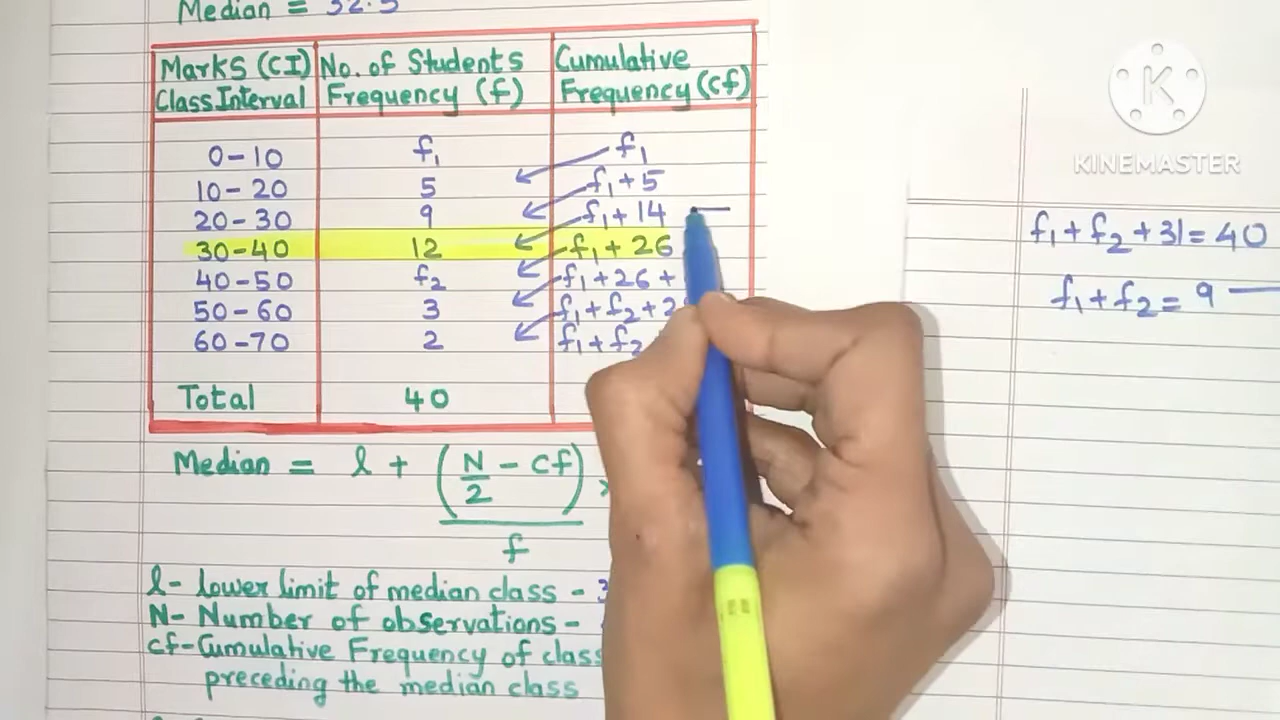 Median = 32.5
Marks (CI) No. of Students Cumulative
Class Interval Frequency (f) Frequency (cf)
0-10 f₁ f₁
10-20 5 f₁+5
20-30 9 f₁+14
30-40 12 f₁+26
40-50 f₂ f₁+26+
50-60 3 f₁+f₂+2
60-70 2 f₁+f₂
Total 40
Median = l + (N/2 - cf)
f
l- lower limit of median class - 3
N- Number of observations -
cf-Cumulative Frequency of class
preceding the median class
f₁+f₂+31=40
f₁+f₂=9
K
KINEMASTER